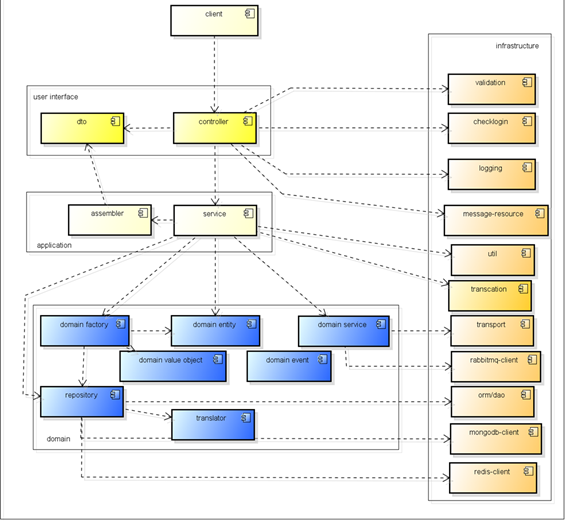 client
infrastructure
user interface
validation
dto
controller
checklogin
logging
assembler
service
message-resource
application
util
transcation
domain factory
domain entity
domain service
transport
domain value object
domain event
rabbitmq-client
repository
orm/dao
translator
domain
mongodb-client
redis-client